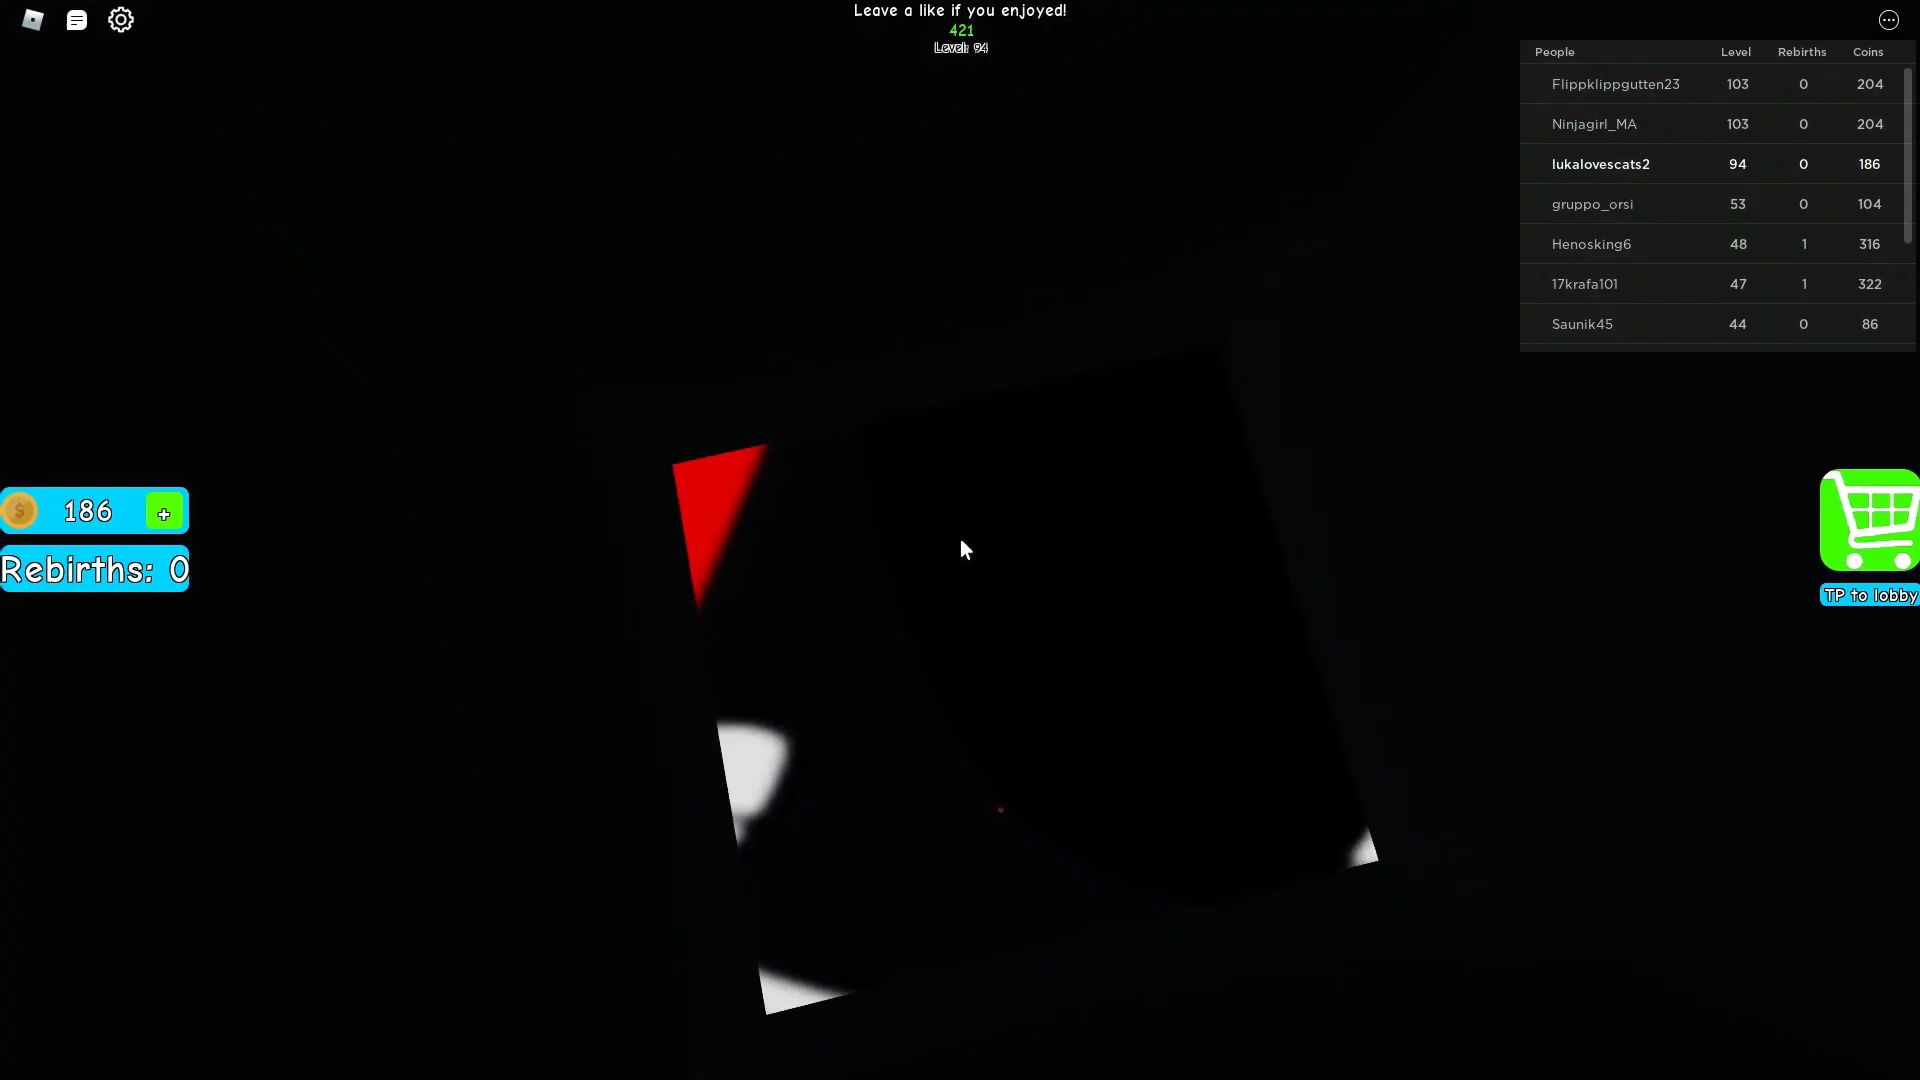 Leave a like if you enjoyed!
421
Level: 94
People Level Rebirths Coins
Flippklippgutten23 103 0 204
Ninjagirl_MA 103 0 204
lukalovescats2 94 0 186
gruppo_orsi 53 0 104
Henosking6 48 1 316
17krafa101 47 1 322
Saunik45 44 0 86
186 +
Rebirths: 0
TP to lobby